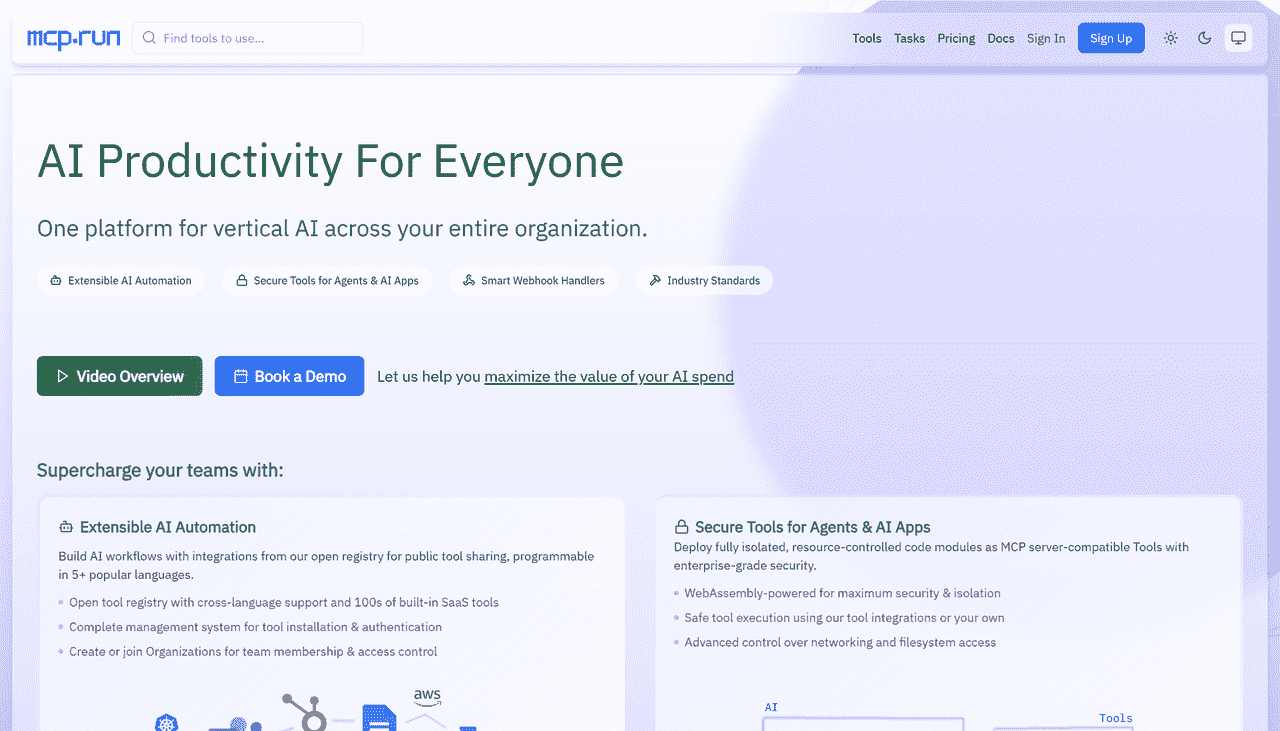 mcp.run
Find tools to use...
Tools Tasks Pricing Docs Sign In Sign Up
AI Productivity For Everyone
One platform for vertical AI across your entire organization.
Extensible AI Automation Secure Tools for Agents & AI Apps Smart Webhook Handlers Industry Standards
Video Overview Book a Demo Let us help you maximize the value of your AI spend
Supercharge your teams with:
Extensible AI Automation
Build AI workflows with integrations from our open registry for public tool sharing, programmable
in 5+ popular languages.
Open tool registry with cross-language support and 100s of built-in SaaS tools
Complete management system for tool installation & authentication
Create or join Organizations for team membership & access control
aws
Secure Tools for Agents & AI Apps
Deploy fully isolated, resource-controlled code modules as MCP server-compatible Tools with
enterprise-grade security.
WebAssembly-powered for maximum security & isolation
Safe tool execution using our tool integrations or your own
Advanced control over networking and filesystem access
AI
Tools